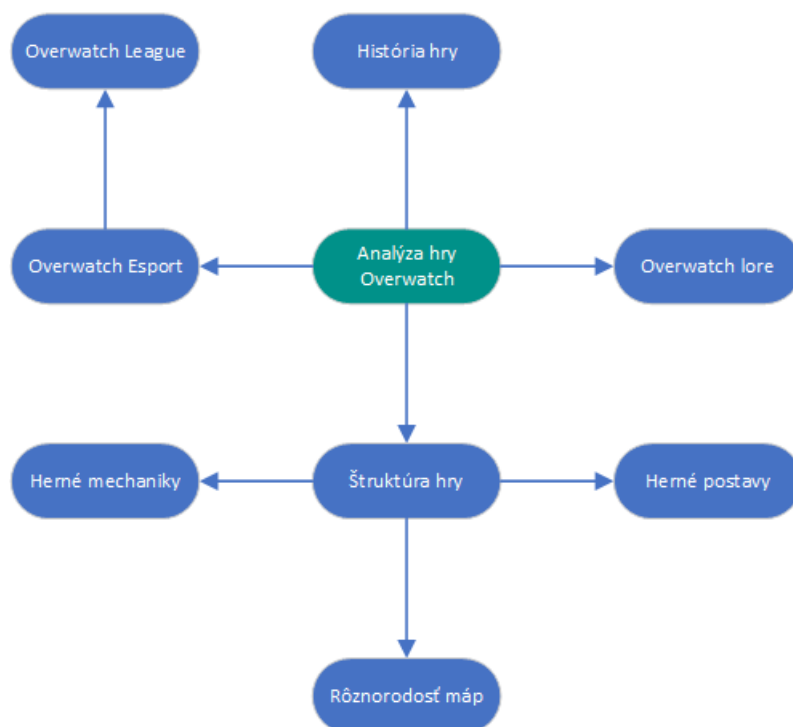 Overwatch League
História hry
Overwatch Esport
Analýza hry
Overwatch
Overwatch lore
Herné mechaniky
Štruktúra hry
Herné postavy
Rôznorodosť máp